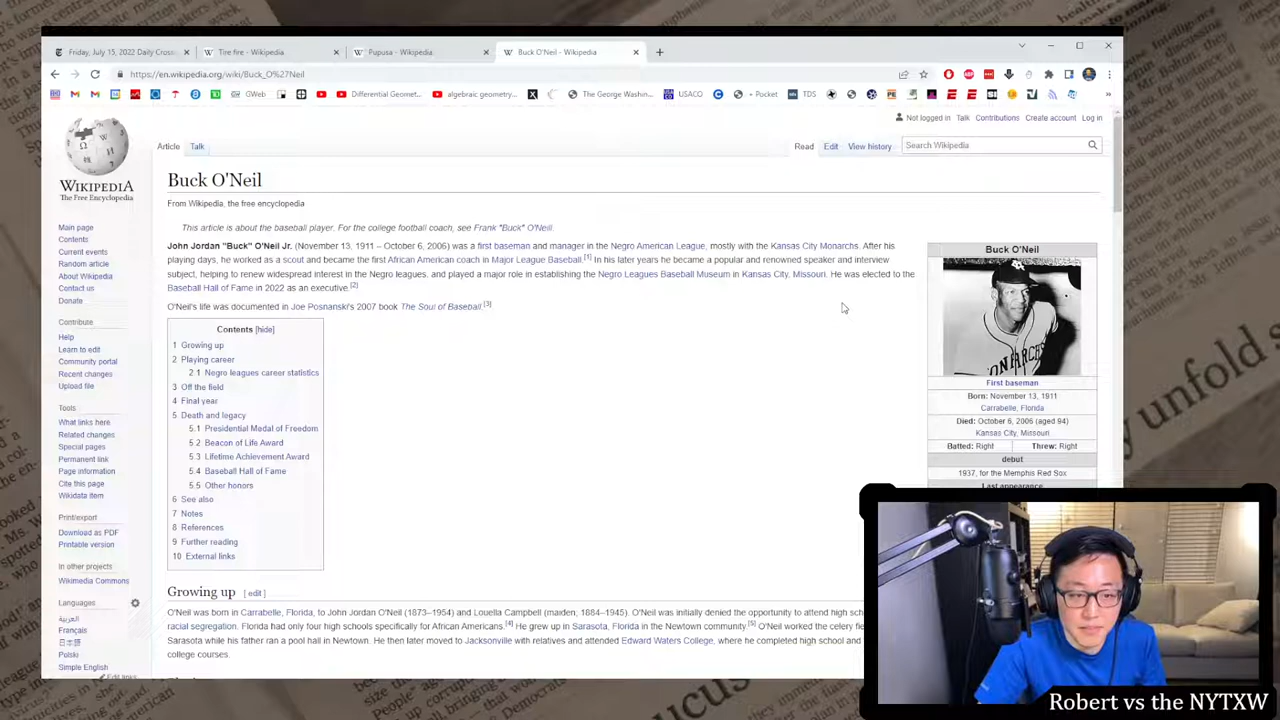 Friday, July 15, 2022 Daily Cross
Tire fire - Wikipedia
Pupusa - Wikipedia
Buck O'Neil - Wikipedia
https://en.wikipedia.org/wiki/Buck_O%27Neil
GWeb
Differential Geomet...
algebraic geometry...
The George Washin...
USACO
+ Pocket
TDS
Not logged in Talk Contributions Create account Log in
Article Talk
Read Edit View history
Search Wikipedia
WIKIPEDIA
The Free Encyclopedia
Main page
Contents
Current events
Random article
About Wikipedia
Contact us
Donate
Contribute
Help
Learn to edit
Community portal
Recent changes
Upload file
Tools
What links here
Related changes
Special pages
Permanent link
Page information
Cite this page
Wikidata item
Print/export
Download as PDF
Printable version
In other projects
Wikimedia Commons
Languages
العربية
Français
日本語
Polski
Simple English
Edit links
Buck O'Neil
From Wikipedia, the free encyclopedia
This article is about the baseball player. For the college football coach, see Frank "Buck" O'Neil.
John Jordan "Buck" O'Neil Jr. (November 13, 1911 – October 6, 2006) was a first baseman and manager in the Negro American League, mostly with the Kansas City Monarchs. After his
playing days, he worked as a scout and became the first African American coach in Major League Baseball.[1] In his later years he became a popular and renowned speaker and interview
subject, helping to renew widespread interest in the Negro leagues, and played a major role in establishing the Negro Leagues Baseball Museum in Kansas City, Missouri. He was elected to the
Baseball Hall of Fame in 2022 as an executive.[2]
O'Neil's life was documented in Joe Posnanski's 2007 book The Soul of Baseball.[3]
Contents [hide]
1 Growing up
2 Playing career
2.1 Negro leagues career statistics
3 Off the field
4 Final year
5 Death and legacy
5.1 Presidential Medal of Freedom
5.2 Beacon of Life Award
5.3 Lifetime Achievement Award
5.4 Baseball Hall of Fame
5.5 Other honors
6 See also
7 Notes
8 References
9 Further reading
10 External links
Growing up [ edit ]
O'Neil was born in Carrabelle, Florida, to John Jordan O'Neil (1873–1954) and Louella Campbell (maiden, 1884–1945). O'Neil was initially denied the opportunity to attend high sc
racial segregation. Florida had only four high schools specifically for African Americans.[4] He grew up in Sarasota, Florida in the Newtown community.[5] O'Neil worked the celery fie
Sarasota while his father ran a pool hall in Newtown. He then later moved to Jacksonville with relatives and attended Edward Waters College, where he completed high school and
college courses.
Buck O'Neil
MONARCHS
First baseman
Born: November 13, 1911
Carrabelle, Florida
Died: October 6, 2006 (aged 94)
Kansas City, Missouri
Batted: Right Threw: Right
debut
1937, for the Memphis Red Sox
Last appearance
Robert vs the NYTXW